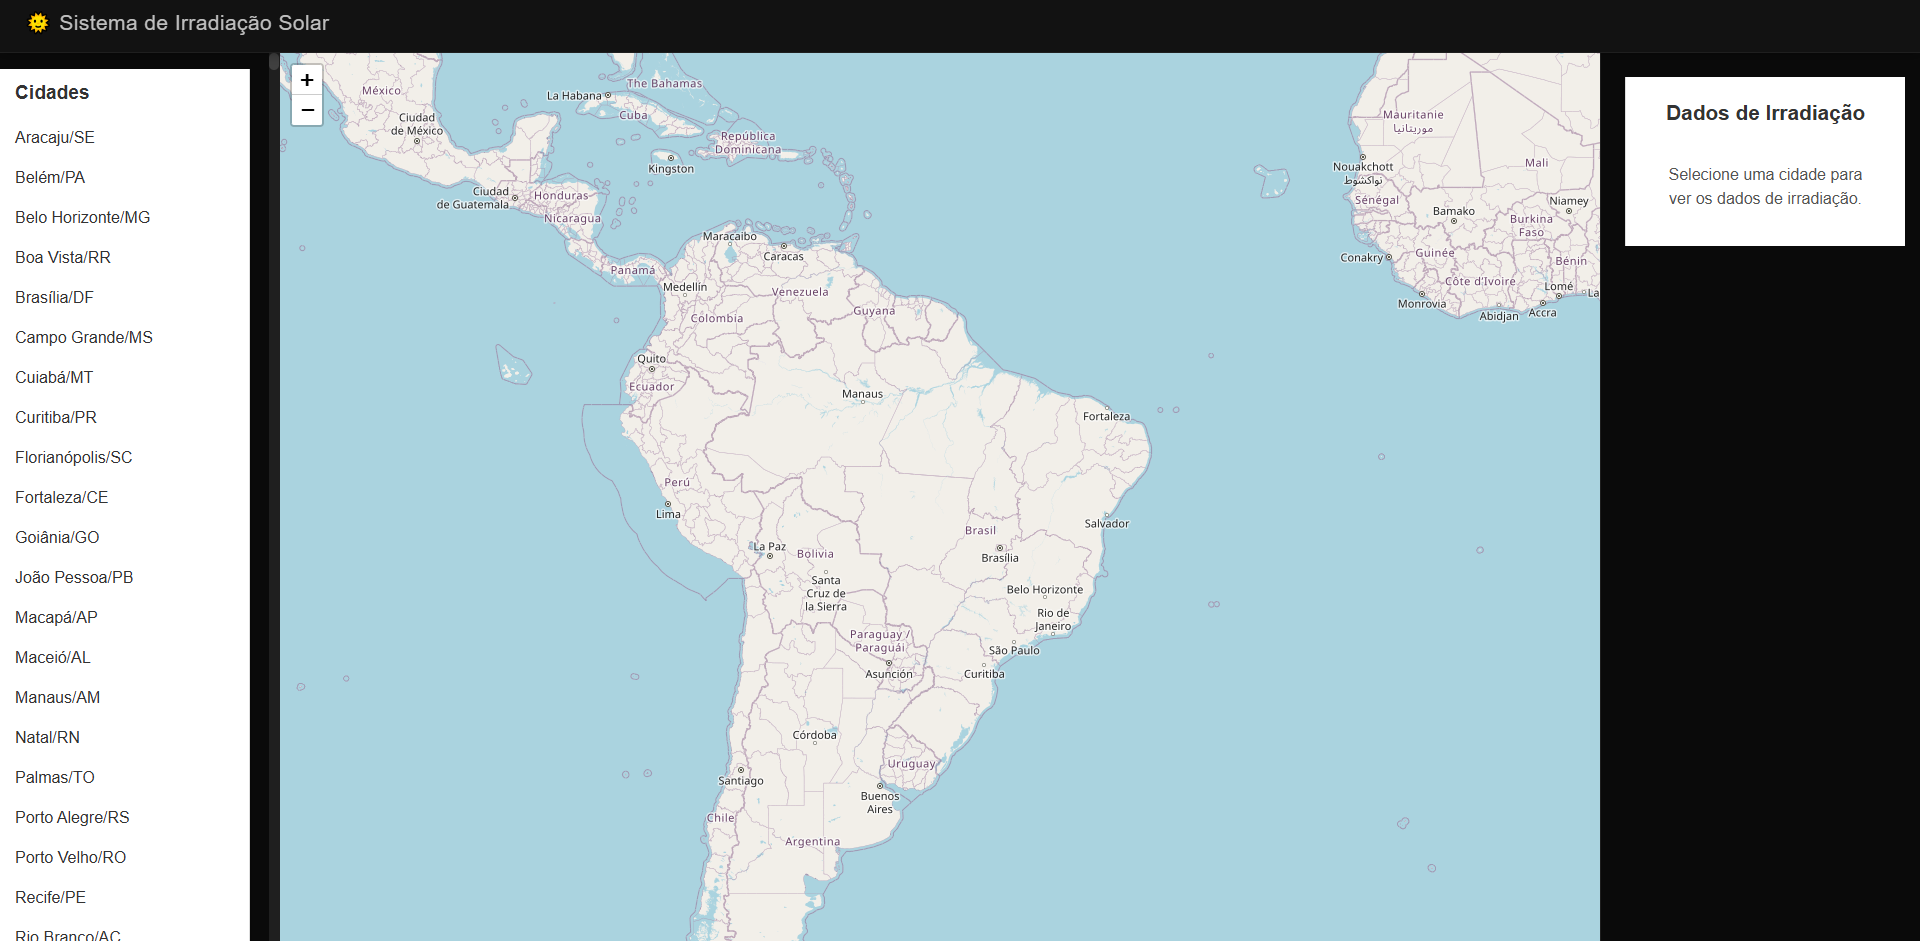 Sistema de Irradiação Solar
Cidades
Aracaju/SE
Belém/PA
Belo Horizonte/MG
Boa Vista/RR
Brasília/DF
Campo Grande/MS
Cuiabá/MT
Curitiba/PR
Florianópolis/SC
Fortaleza/CE
Goiânia/GO
João Pessoa/PB
Macapá/AP
Maceió/AL
Manaus/AM
Natal/RN
Palmas/TO
Porto Alegre/RS
Porto Velho/RO
Recife/PE
Rio Branco/AC
+
−
México
Ciudad
de México
La Habana
The Bahamas
Cuba
República
Dominicana
Kingston
Ciudad
de Guatemala
Honduras
Nicaragua
Panamá
Maracaibo
Caracas
Medellín
Venezuela
Colombia
Guyana
Quito
Ecuador
Manaus
Fortaleza
Perú
Lima
Brasil
Salvador
La Paz
Bolivia
Brasília
Santa
Cruz de
la Sierra
Belo Horizonte
Rio de
Janeiro
Paraguay /
Paraguái
São Paulo
Asunción
Curitiba
Córdoba
Uruguay
Santiago
Buenos
Aires
Chile
Argentina
Mauritanie
موريتانيا
Mali
Nouakchott
نواكشوط
Sénégal
Niamey
Bamako
Burkina
Faso
Guinée
Conakry
Bénin
Côte d'Ivoire
Lomé
La
Monrovia
Abidjan
Accra
Dados de Irradiação
Selecione uma cidade para
ver os dados de irradiação.